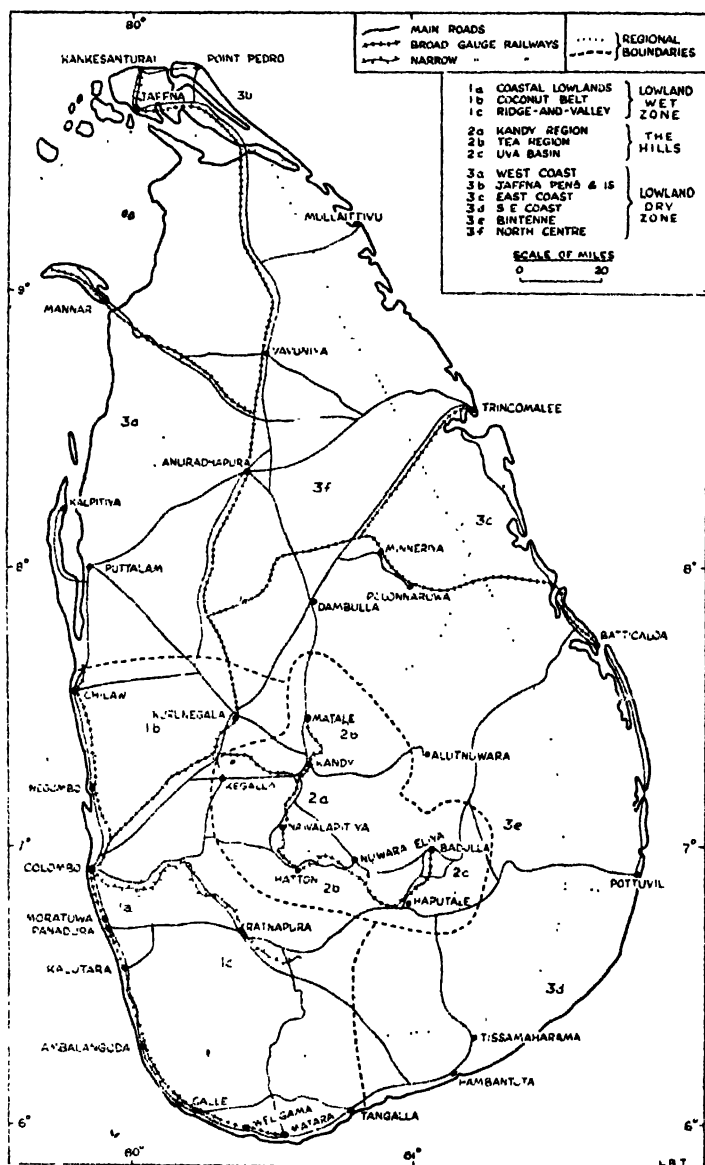 80°
81°
MAIN ROADS
BROAD GAUGE RAILWAYS
NARROW " "
REGIONAL
BOUNDARIES
1a COASTAL LOWLANDS
1b COCONUT BELT
1c RIDGE-AND-VALLEY
LOWLAND
WET
ZONE
2a KANDY REGION
2b TEA REGION
2c UVA BASIN
THE
HILLS
3a WEST COAST
3b JAFFNA PENS & IS
3c EAST COAST
3d S E COAST
3e BINTENNE
3f NORTH CENTRE
LOWLAND
DRY
ZONE
SCALE OF MILES
0 20
KANKESANTURAI
POINT PEDRO
3b
JAFFNA
MULLAITTIVU
9°
MANNAR
VAVUNIYA
3a
TRINCOMALEE
ANURADHAPURA
3f
KALPITIYA
3c
MINNERIYA
8°
PUTTALAM
8°
POLONNARUWA
DAMBULLA
BATTICALOA
CHILAW
KURUNEGALA
1b
MATALE
2b
ALUTNUWARA
KANDY
NEGOMBO
KEGALLA
2a
3e
NAWALAPITIYA
7°
7°
NUWARA ELIYA
BADULLA
COLOMBO
HATTON
2b
2c
POTTUVIL
1a
HAPUTALE
MORATUWA
PANADURA
RATNAPURA
1c
KALUTARA
3d
TISSAMAHARAMA
AMBALANGODA
HAMBANTOTA
GALLE
WELIGAMA
MATARA
TANGALLA
6°
6°
80°
81
L.B.T.